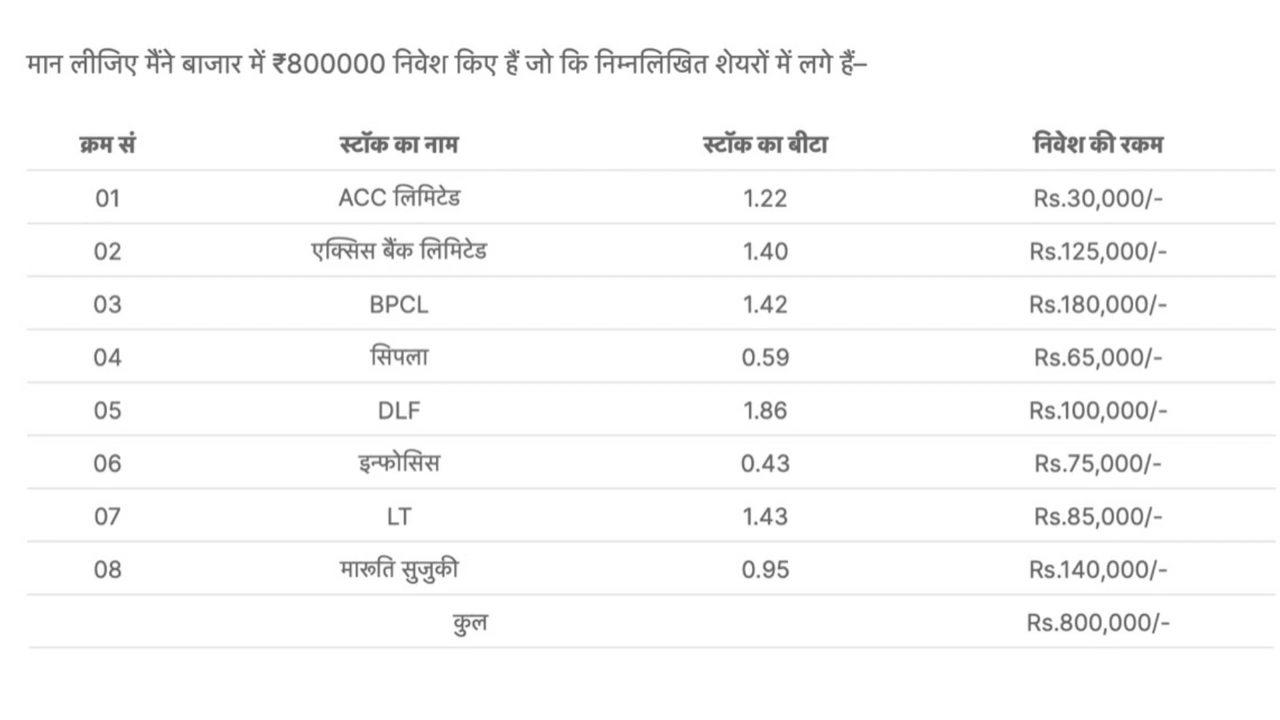 मान लीजिए मैंने बाजार में ₹800000 निवेश किए हैं जो कि निम्नलिखित शेयरों में लगे हैं–
क्रम सं स्टॉक का नाम स्टॉक का बीटा निवेश की रकम
01 ACC लिमिटेड 1.22 Rs.30,000/-
02 एक्सिस बैंक लिमिटेड 1.40 Rs.125,000/-
03 BPCL 1.42 Rs.180,000/-
04 सिपला 0.59 Rs.65,000/-
05 DLF 1.86 Rs.100,000/-
06 इन्फोसिस 0.43 Rs.75,000/-
07 LT 1.43 Rs.85,000/-
08 मारूति सुजुकी 0.95 Rs.140,000/-
कुल Rs.800,000/-